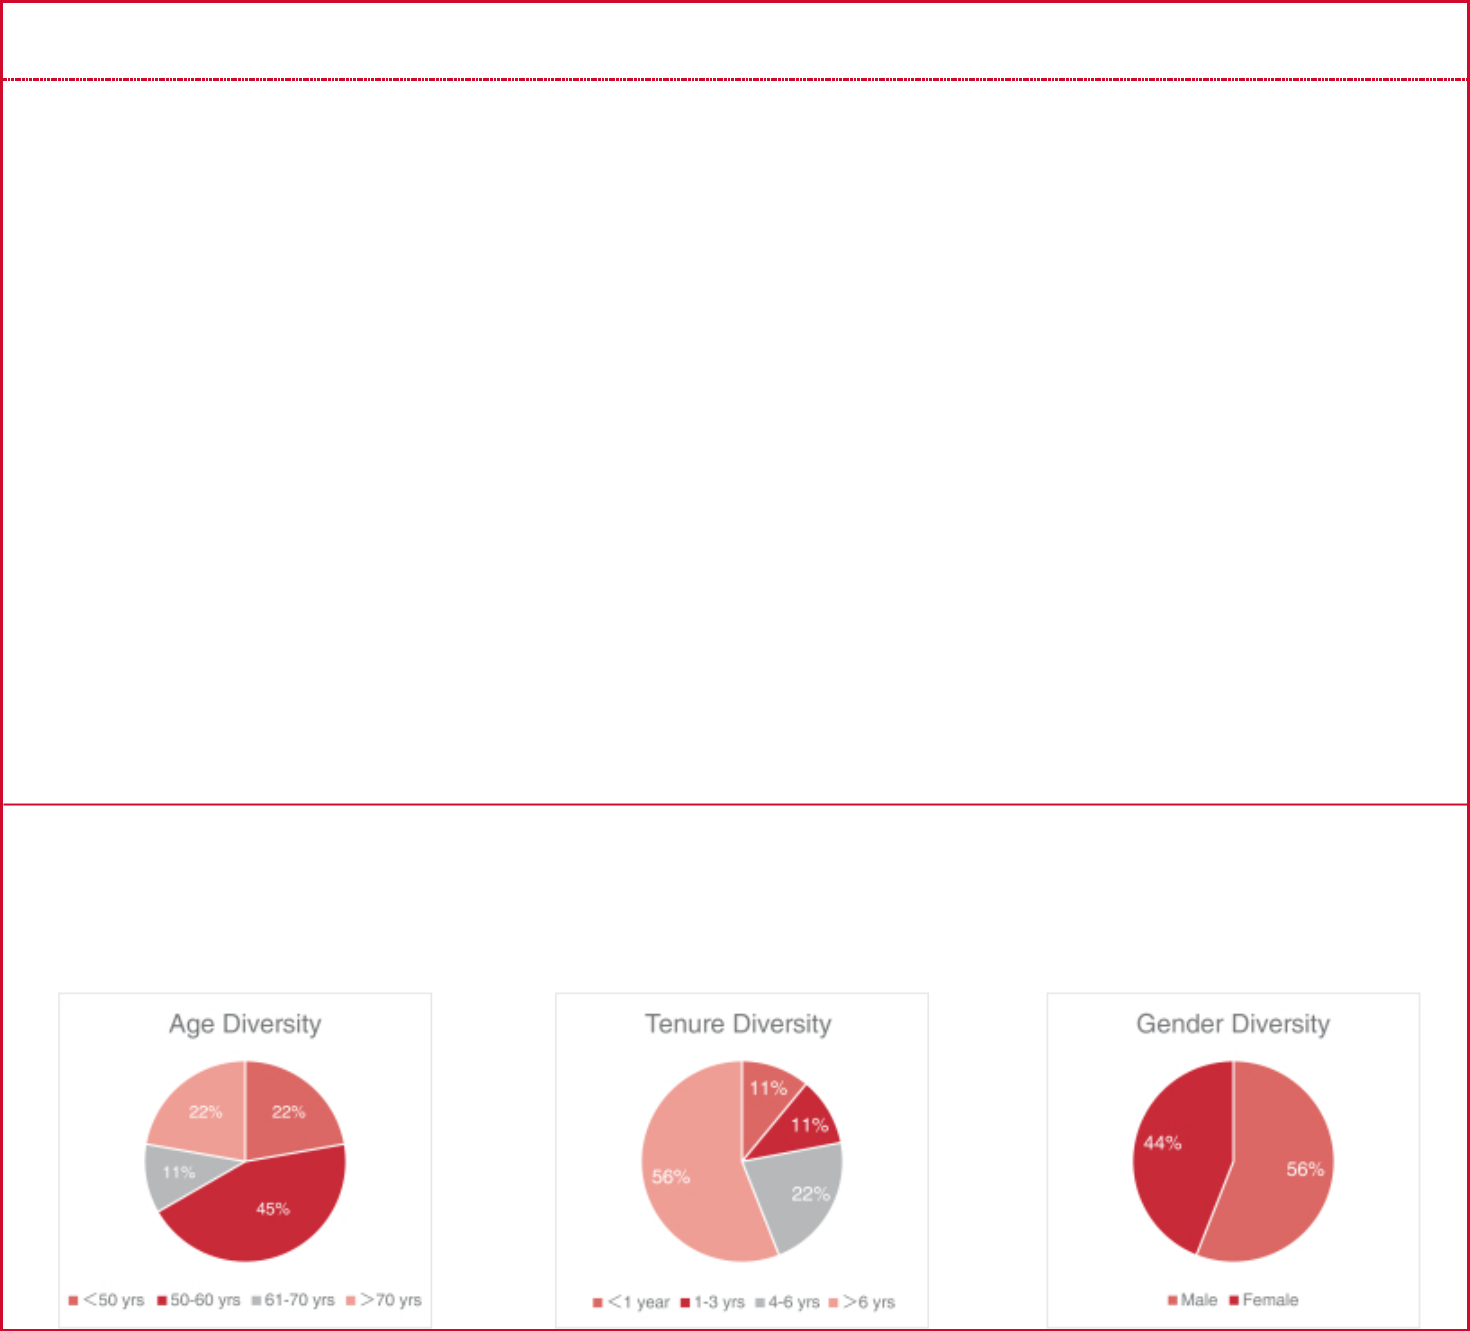 Age Diversity
22%
22%
11%
45%
<50 yrs 50-60 yrs 61-70 yrs >70 yrs
Tenure Diversity
11%
11%
56%
22%
<1 year 1-3 yrs 4-6 yrs >6 yrs
Gender Diversity
44%
56%
Male Female